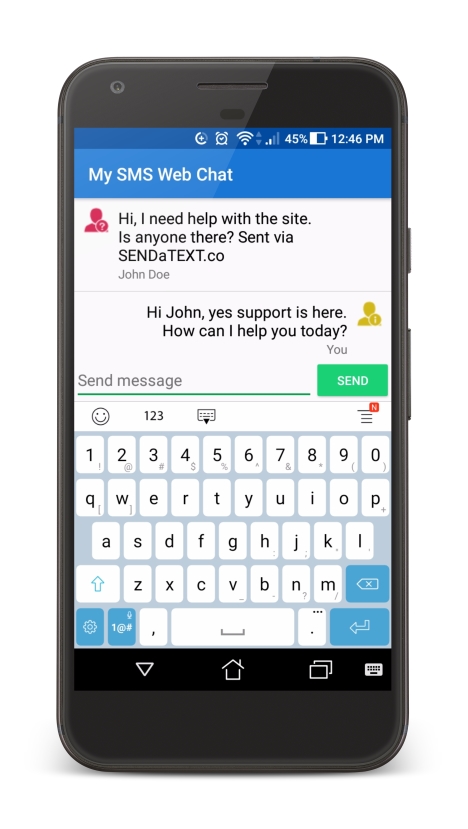 45% 12:46 PM
My SMS Web Chat
Hi, I need help with the site.
Is anyone there? Sent via
SENDaTEXT.co
John Doe
Hi John, yes support is here.
How can I help you today?
You
Send message
SEND
123
N
1 2 3 4 5 6 7 8 9 0
! @ # $ % ^ & * ( )
q w e r t y u i o p
[ ] +
a s d f g h j k l
z x c v b n m
1@# , .